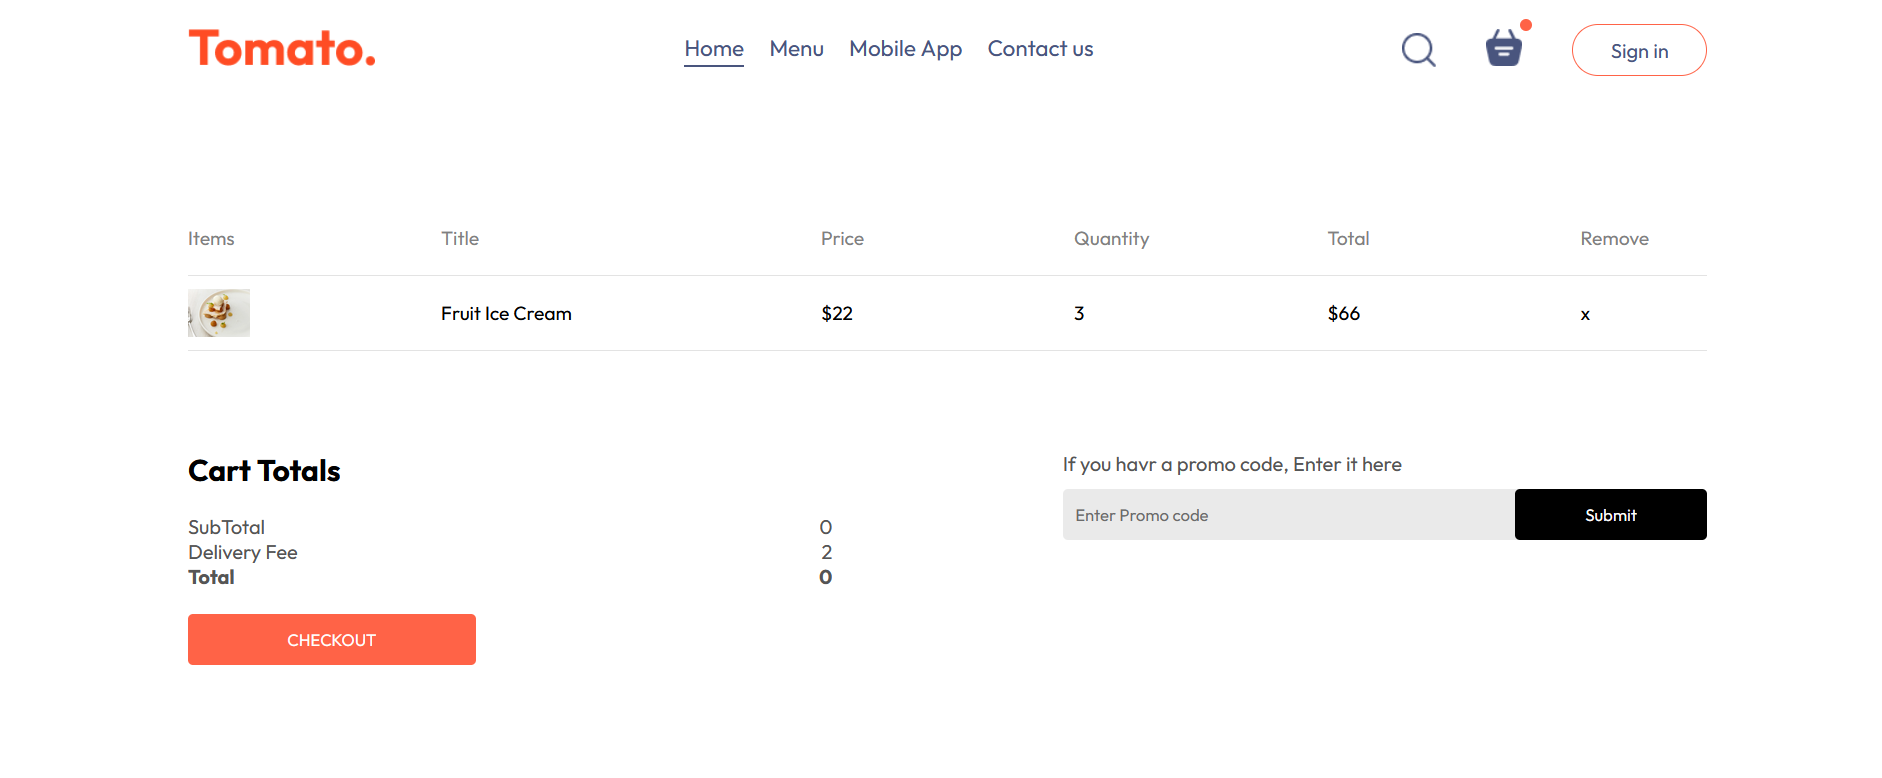 Tomato.
Home Menu Mobile App Contact us
Sign in
Items Title Price Quantity Total Remove
Fruit Ice Cream $22 3 $66 x
Cart Totals
SubTotal 0
Delivery Fee 2
Total 0
CHECKOUT
If you havr a promo code, Enter it here
Enter Promo code Submit